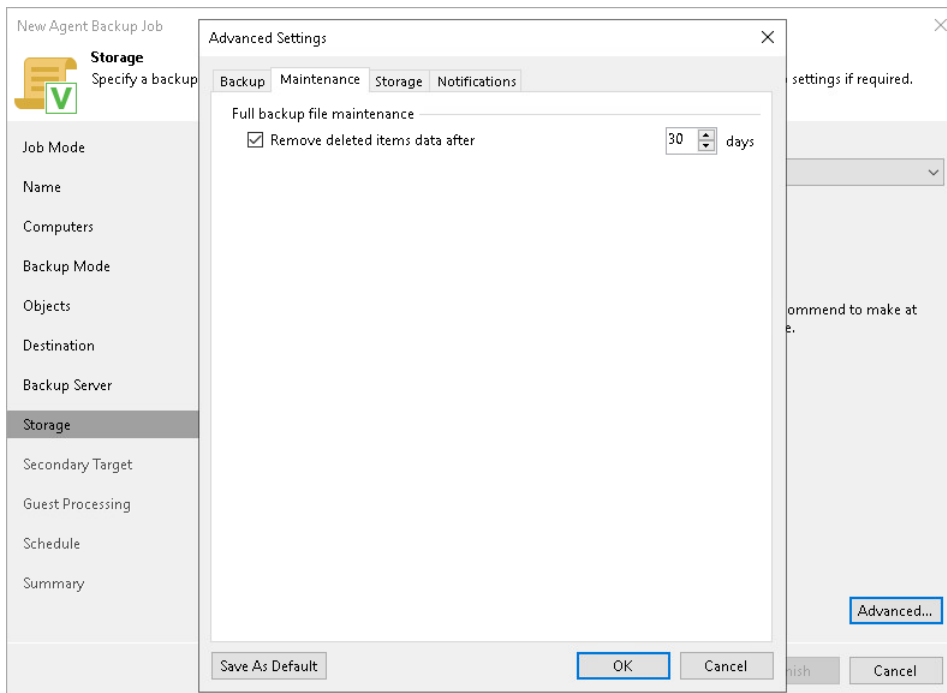 New Agent Backup Job
Storage
Specify a backup
settings if required.
Job Mode
Name
Computers
Backup Mode
Objects
Destination
Backup Server
Storage
Secondary Target
Guest Processing
Schedule
Summary
Advanced Settings
Backup Maintenance Storage Notifications
Full backup file maintenance
Remove deleted items data after 30 days
Save As Default OK Cancel
ommend to make at
e.
Advanced...
nish Cancel